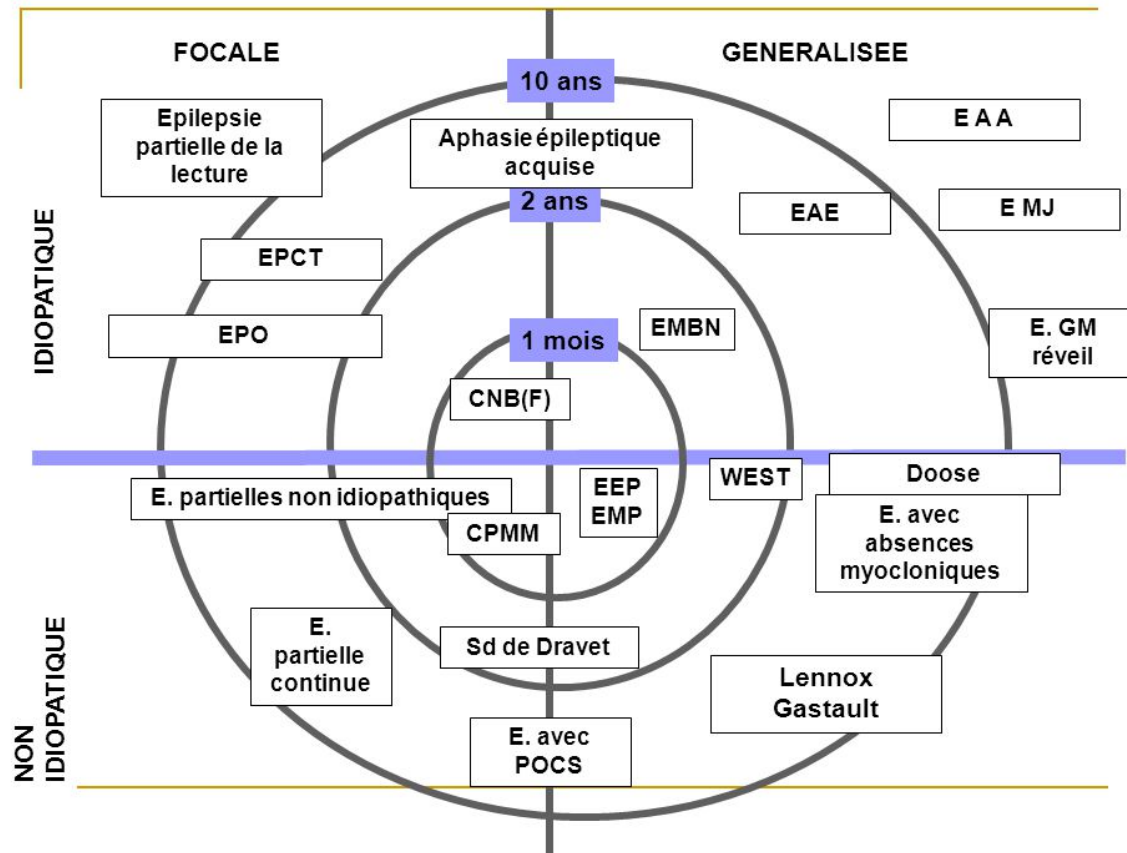 FOCALE
GENERALISEE
10 ans
Epilepsie
partielle de la
lecture
Aphasie épileptique
acquise
E A A
2 ans
EAE
E MJ
IDIOPATIQUE
EPCT
EPO
1 mois
EMBN
E. GM
réveil
CNB(F)
E. partielles non idiopathiques
EEP
EMP
WEST
Doose
CPMM
E. avec
absences
myocloniques
NON
IDIOPATIQUE
E.
partielle
continue
Sd de Dravet
Lennox
Gastault
E. avec
POCS